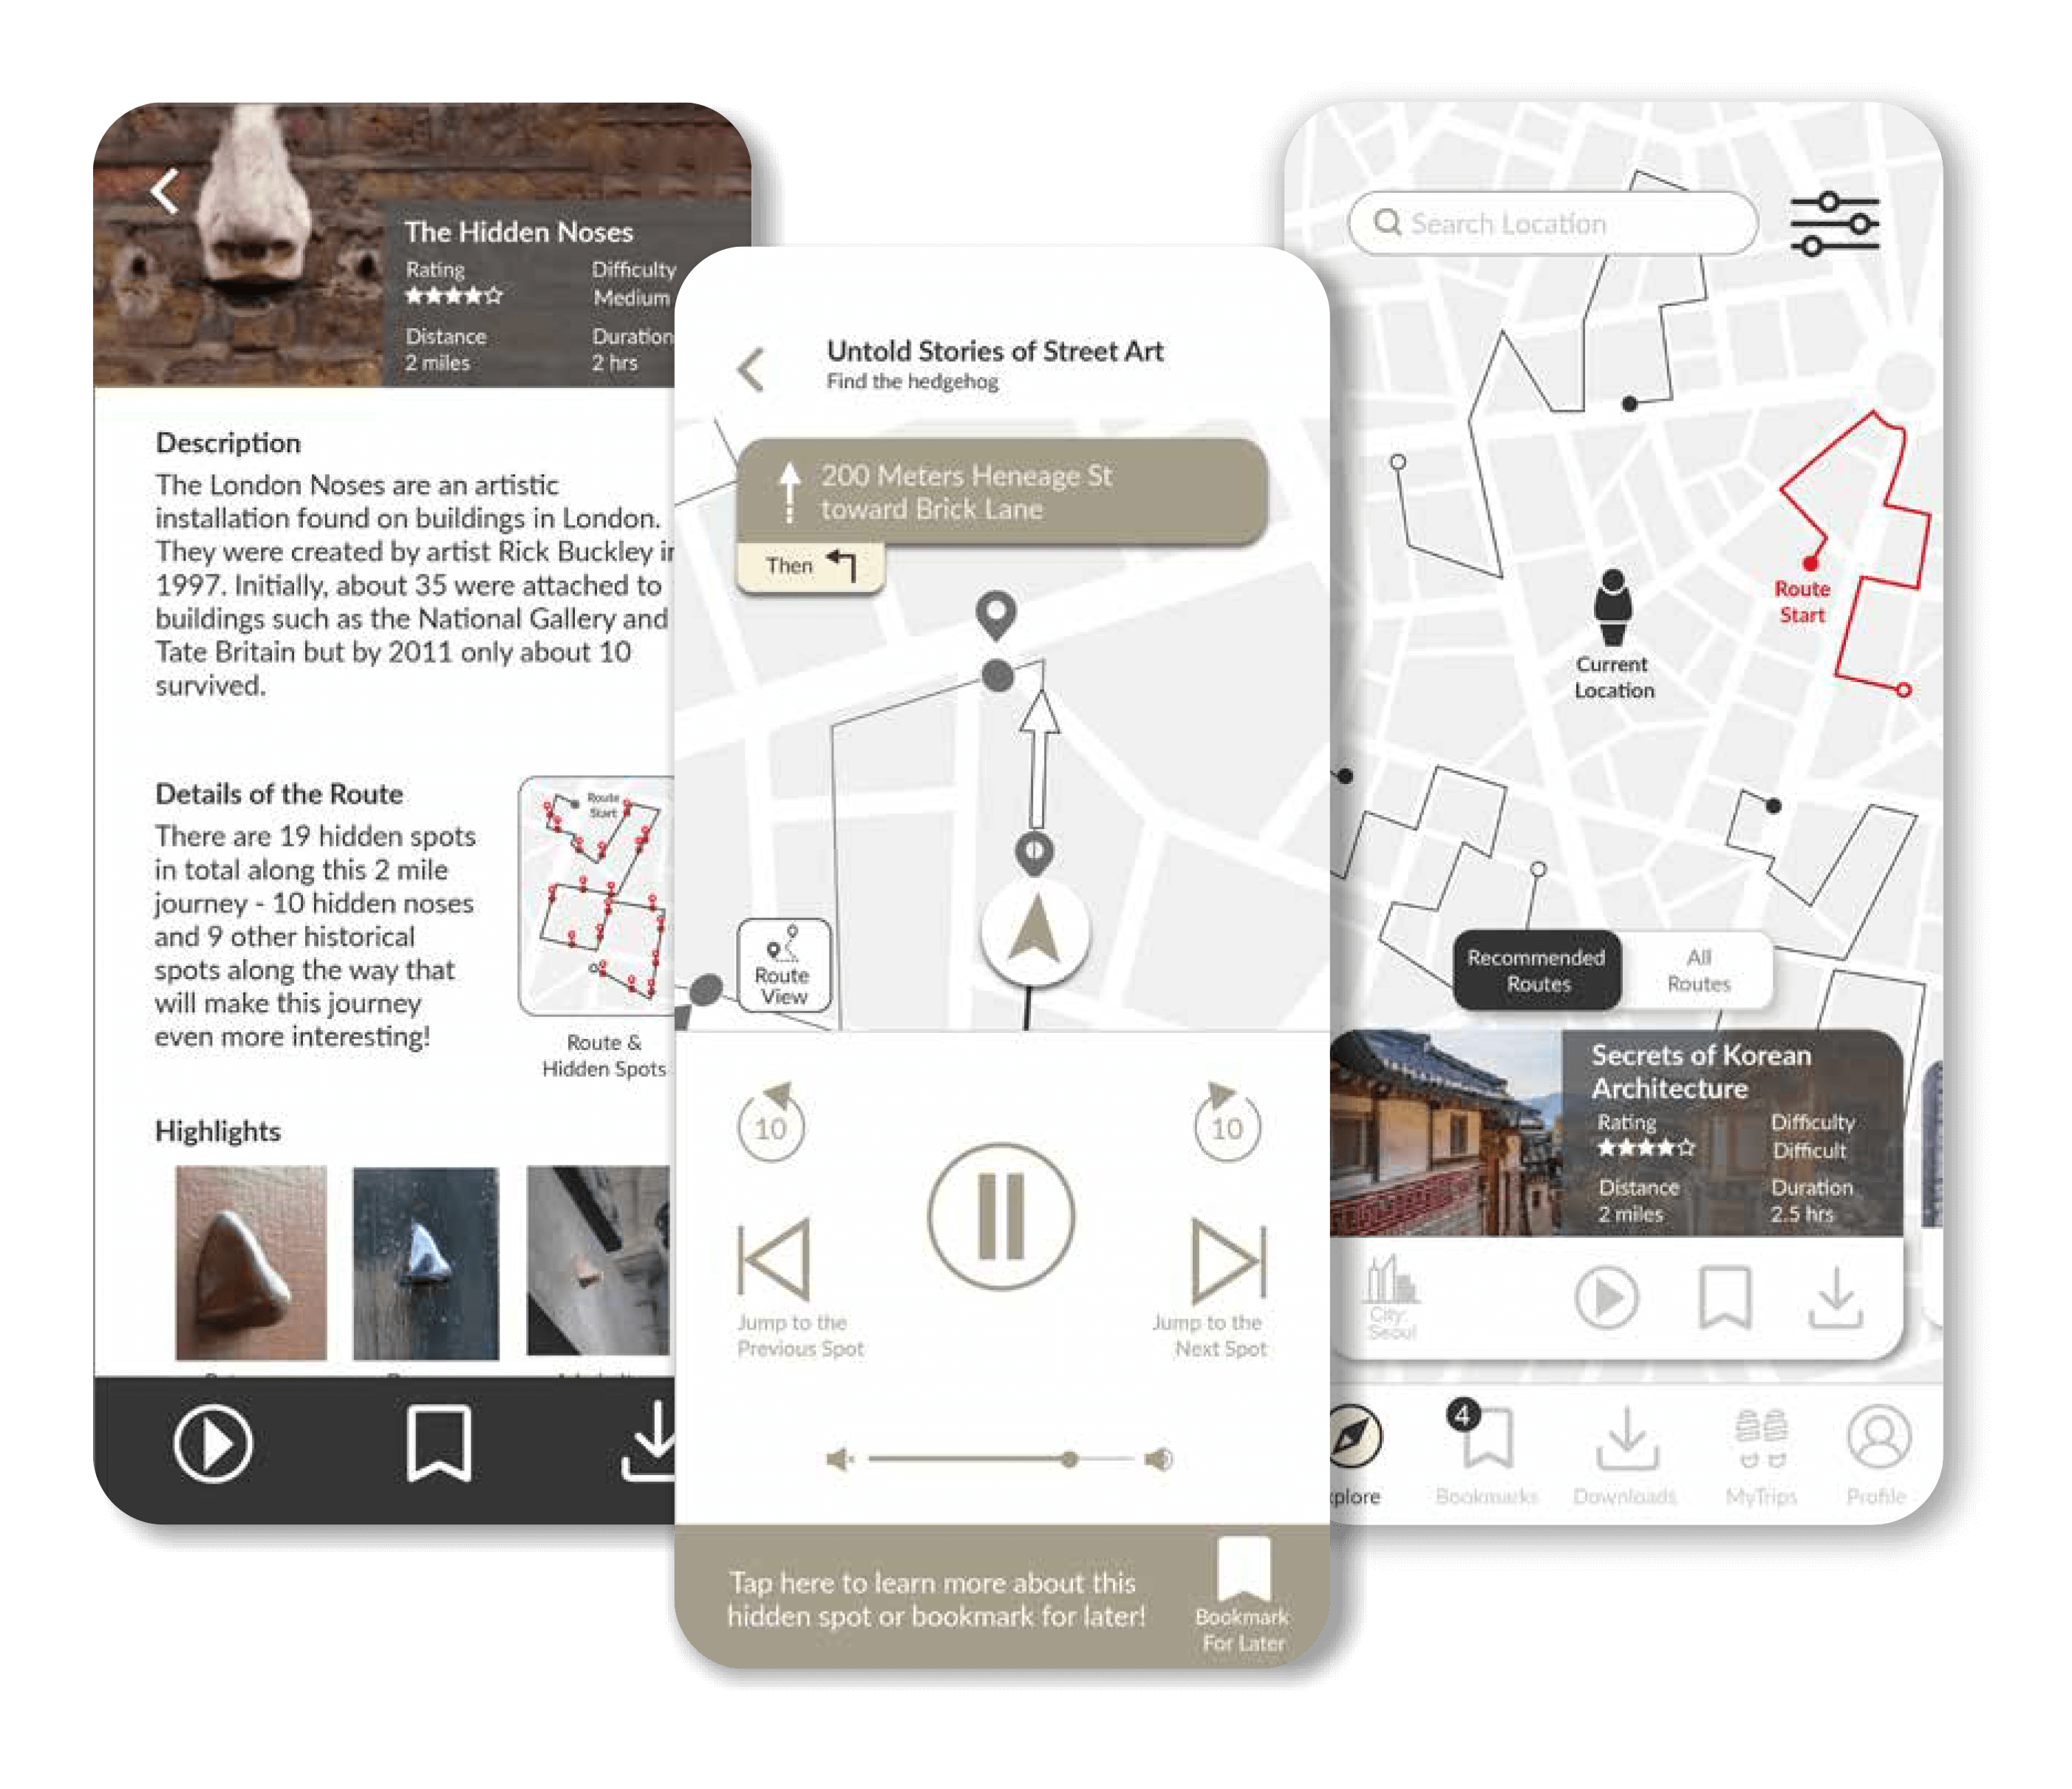 The Hidden Noses
Rating
Difficulty
Medium
Distance
2 miles
Duration
2 hrs
Description
The London Noses are an artistic
installation found on buildings in London.
They were created by artist Rick Buckley
1997. Initially, about 35 were attached to
buildings such as the National Gallery and
Tate Britain but by 2011 only about 10
survived.
Details of the Route
There are 19 hidden spots
in total along this 2 mile
journey - 10 hidden noses
and 9 other historical
spots along the way that
will make this journey
even more interesting!
Route
Start
Route &
Hidden Spots
Highlights
Untold Stories of Street Art
Find the hedgehog
200 Meters Heneage St
toward Brick Lane
Then
Route
View
10
10
Jump to the
Previous Spot
Jump to the
Next Spot
Tap here to learn more about this
hidden spot or bookmark for later!
Bookmark
For Later
Search Location
Route
Start
Current
Location
Recommended
Routes
All
Routes
Secrets of Korean
Architecture
Rating
Difficulty
Difficult
Distance
2 miles
Duration
2.5 hrs
City:
Seoul
4
xplore
Bookmarks
Downloads
MyTrips
Profile